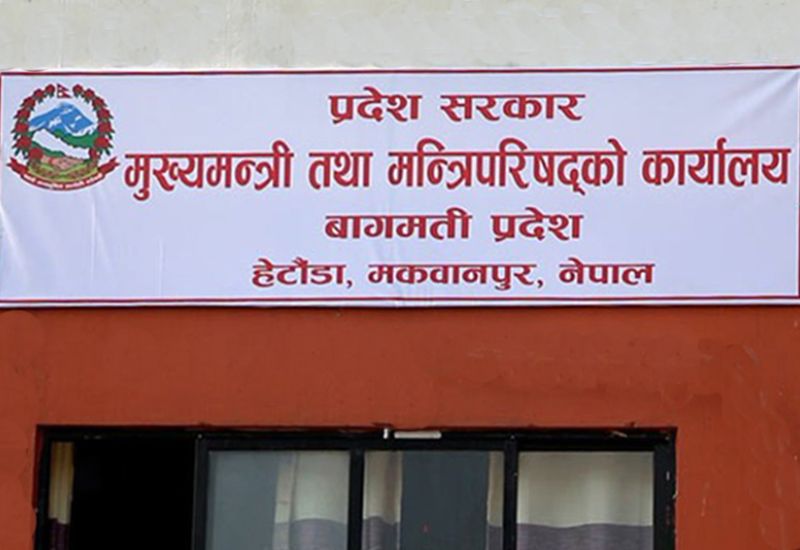 प्रदेश सरकार
मुख्यमन्त्री तथा मन्त्रिपरिषद्को कार्यालय
बागमती प्रदेश
हेटौंडा, मकवानपुर, नेपाल